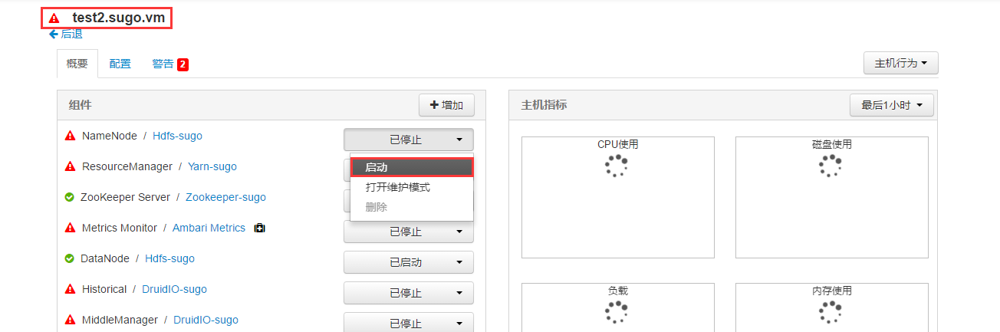 test2.sugo.vm
后退
概要 配置 警告 2 主机行为
组件 增加
NameNode / Hdfs-sugo 已停止
启动
打开维护模式
删除
ResourceManager / Yarn-sugo
ZooKeeper Server / Zookeeper-sugo
Metrics Monitor / Ambari Metrics 已停止
DataNode / Hdfs-sugo 已启动
Historical / DruidIO-sugo 已停止
MiddleManager / DruidIO-sugo 已停止
主机指标 最后1小时
CPU使用 磁盘使用
负载 内存使用